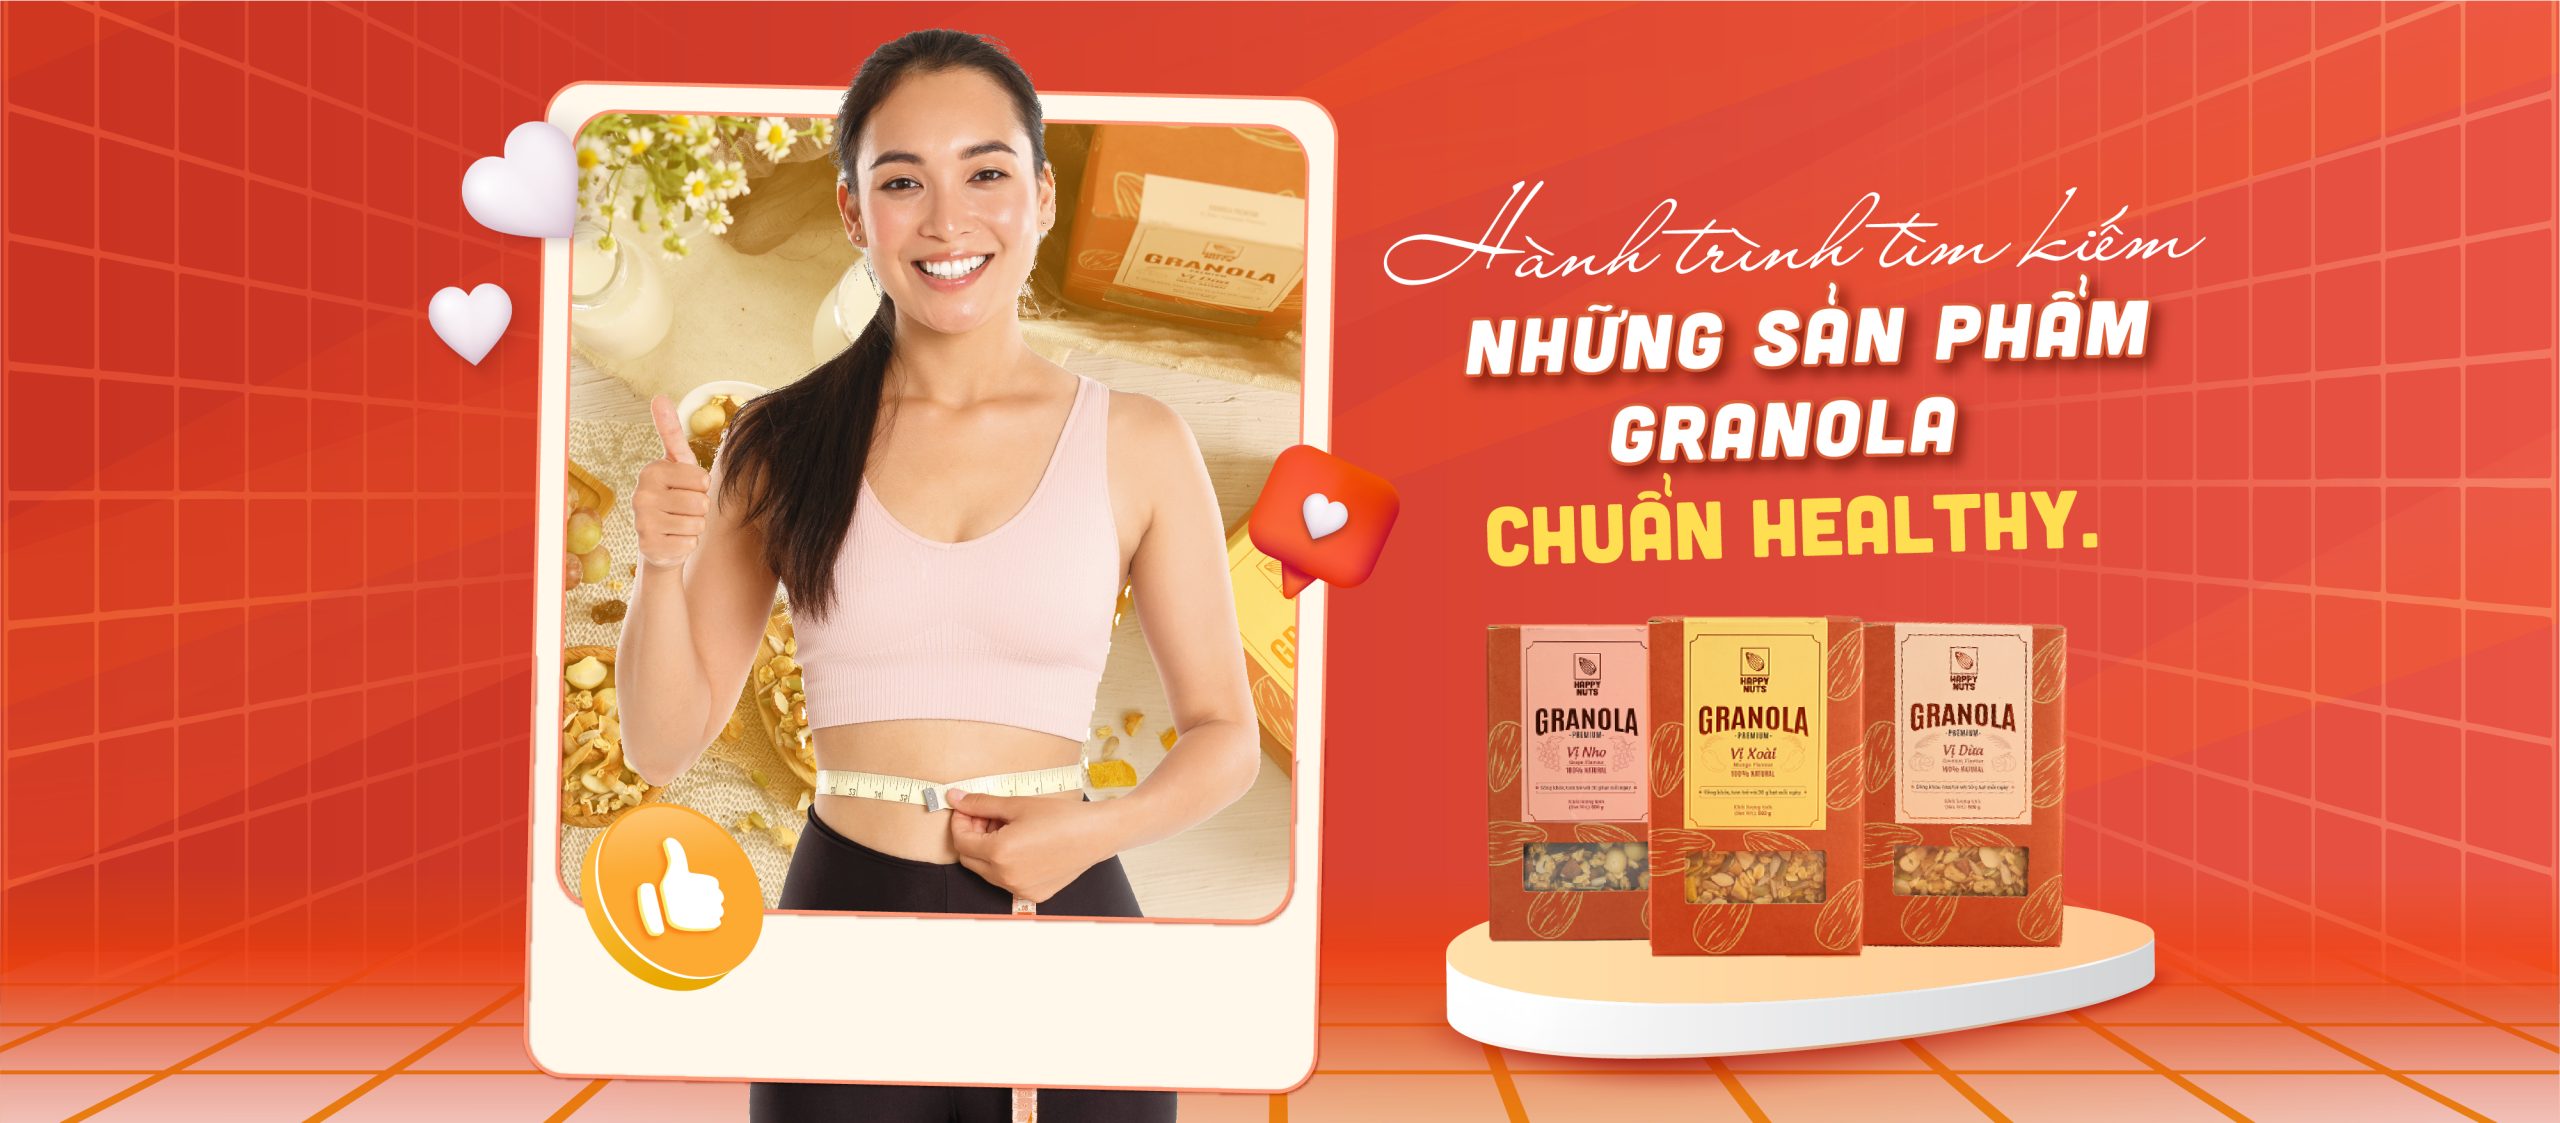 Hành trình tìm kiếm
NHỮNG SẢN PHẨM
GRANOLA
CHUẨN HEALTHY.
HAPPY
NUTS
GRANOLA
HAPPY
NUTS
GRANOLA
PREMIUM
Vị Nho
Grape Flavour
100% NATURAL
HAPPY
NUTS
GRANOLA
PREMIUM
Vị Xoài
Mango Flavour
100% NATURAL
HAPPY
NUTS
GRANOLA
PREMIUM
Vị Dừa
Coconut Flavour
100% NATURAL